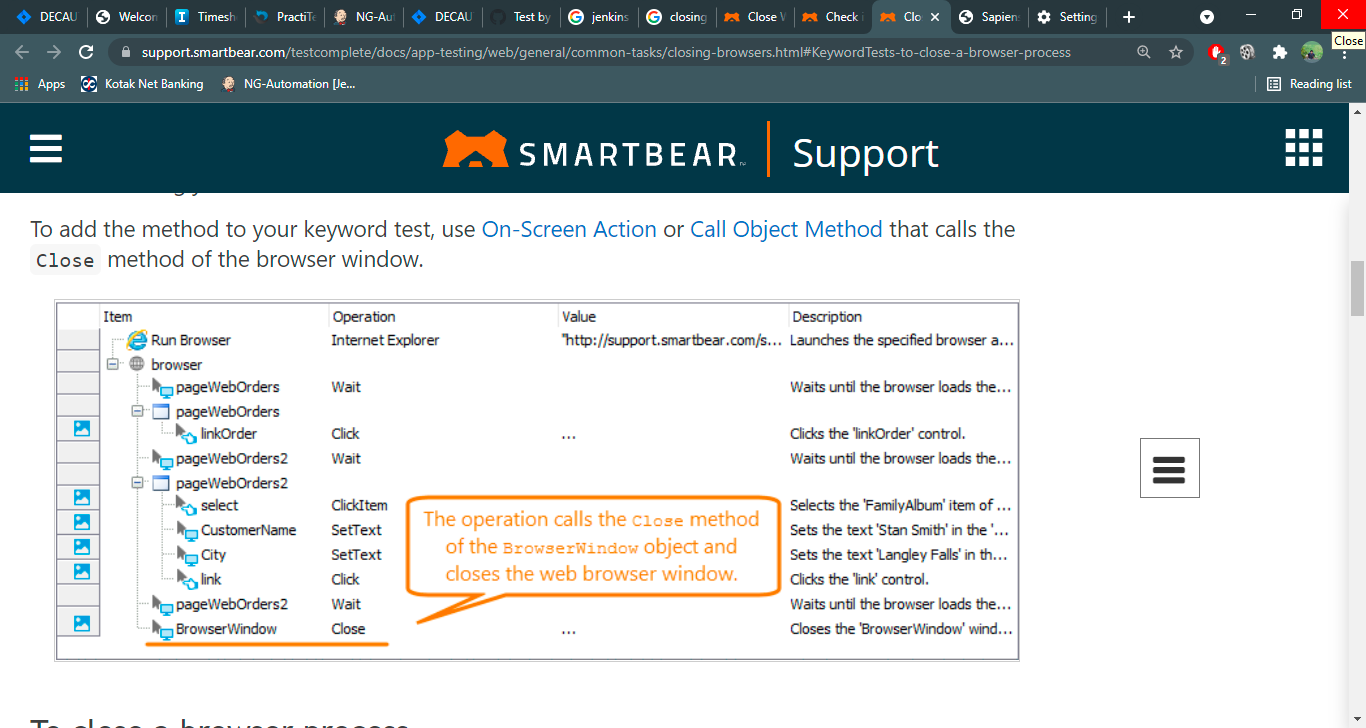 DECAU
Welcon
Timesh
PractiTe
NG-Aut
DECAU
Test by
jenkins
closing
Close W
Check i
Clo
Sapien
Setting
Close
support.smartbear.com/testcomplete/docs/app-testing/web/general/common-tasks/closing-browsers.html#KeywordTests-to-close-a-browser-process
2
Apps
Kotak Net Banking
NG-Automation [Je...
Reading list
SMARTBEAR
Support
To add the method to your keyword test, use On-Screen Action or Call Object Method that calls the
Close method of the browser window.
Item Operation Value Description
Run Browser Internet Explorer "http://support.smartbear.com/s... Launches the specified browser a...
browser
pageWebOrders Wait Waits until the browser loads the...
pageWebOrders
linkOrder Click ... Clicks the 'linkOrder' control.
pageWebOrders2 Wait Waits until the browser loads the...
pageWebOrders2
select ClickItem Selects the 'FamilyAlbum' item of ...
CustomerName SetText Sets the text 'Stan Smith' in the '...
City SetText Sets the text 'Langley Falls' in th...
link Click Clicks the 'link' control.
pageWebOrders2 Wait Waits until the browser loads the...
BrowserWindow Close ... Closes the 'BrowserWindow' wind...
The operation calls the Close method
of the BrowserWindow object and
closes the web browser window.
To close a browser process